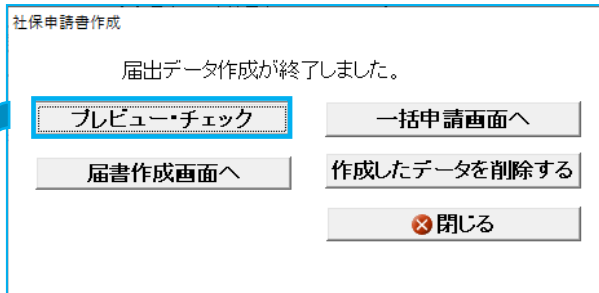 社保申請書作成
届出データ作成が終了しました。
プレビュー・チェック
一括申請画面へ
届書作成画面へ
作成したデータを削除する
閉じる